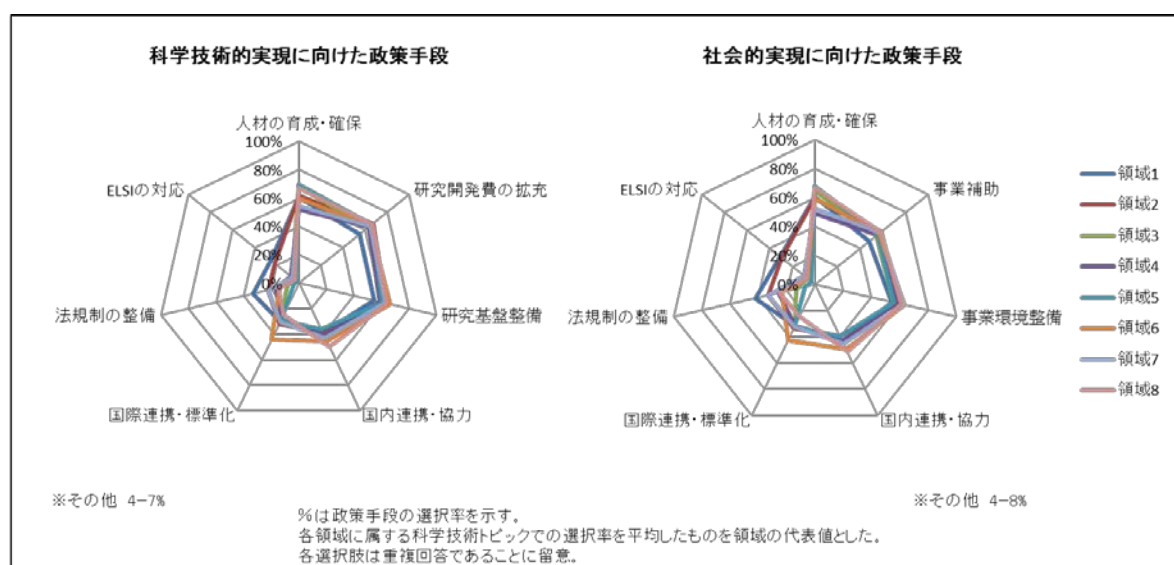 科学技術的実現に向けた政策手段
人材の育成・確保
100%
80%
60%
40%
20%
0%
研究開発費の拡充
研究基盤整備
国内連携・協力
国際連携・標準化
法規制の整備
ELSIの対応
※その他 4-7%
社会的実現に向けた政策手段
人材の育成・確保
100%
80%
60%
40%
20%
0%
事業補助
事業環境整備
国内連携・協力
国際連携・標準化
法規制の整備
ELSIの対応
領域1
領域2
領域3
領域4
領域5
領域6
領域7
領域8
※その他 4-8%
%は政策手段の選択率を示す。
各領域に属する科学技術トピックでの選択率を平均したものを領域の代表値とした。
各選択肢は重複回答であることに留意。